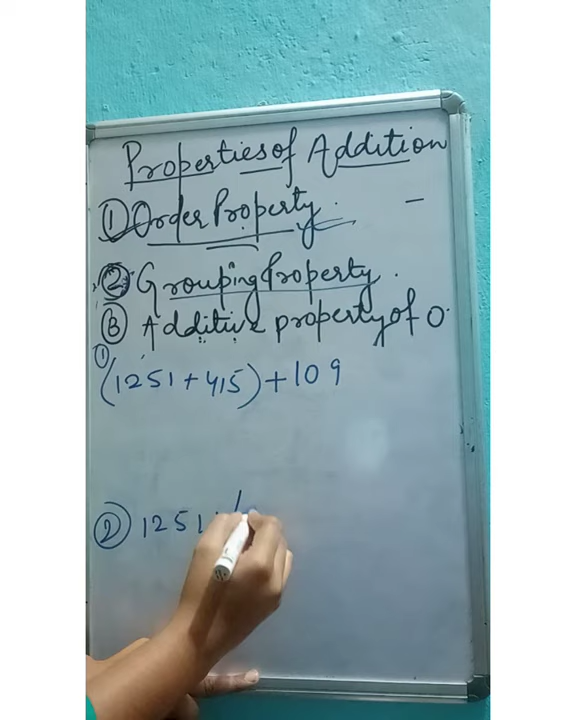 Properties of Addition
① Order Property. -
② Grouping Property.
③ Additive property of 0.
① (1251 + 415) + 109
② 1251 + (